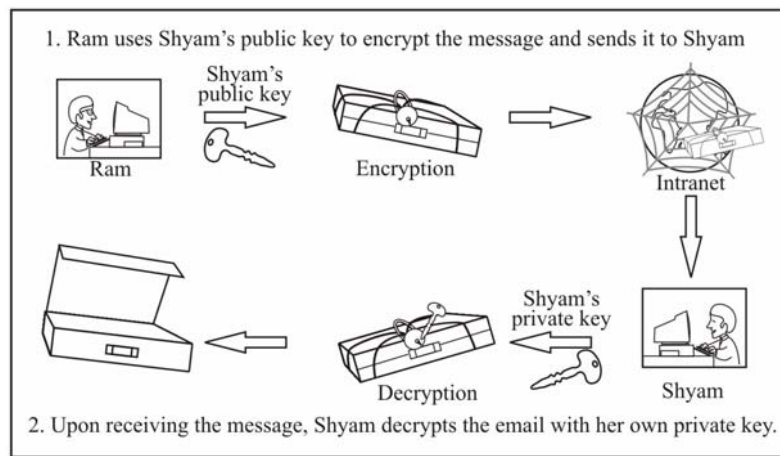 1. Ram uses Shyam's public key to encrypt the message and sends it to Shyam
Shyam's
public key
Ram
Encryption
Intranet
Shyam's
private key
Decryption
Shyam
2. Upon receiving the message, Shyam decrypts the email with her own private key.